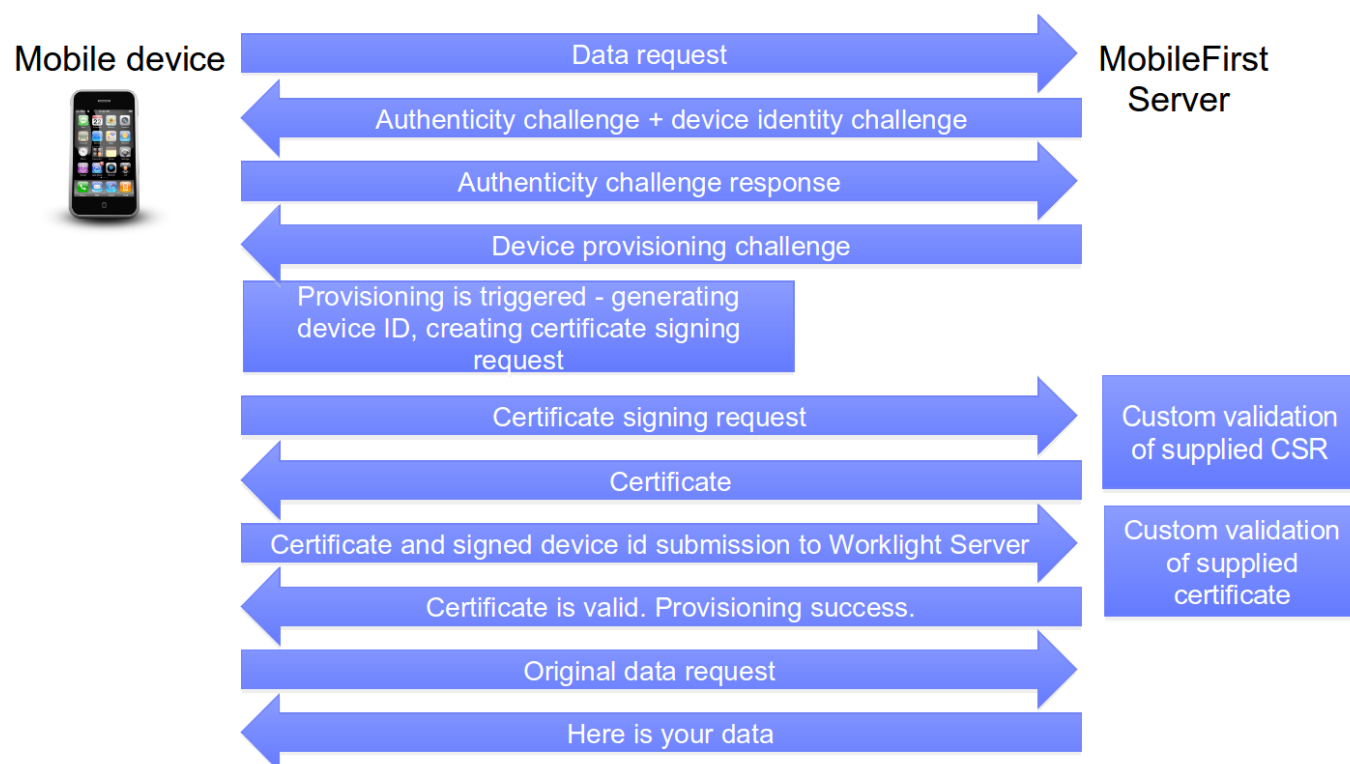 Mobile device
Data request
MobileFirst
Server
Authenticity challenge + device identity challenge
Authenticity challenge response
Device provisioning challenge
Provisioning is triggered - generating
device ID, creating certificate signing
request
Certificate signing request
Custom validation
of supplied CSR
Certificate
Certificate and signed device id submission to Worklight Server
Custom validation
of supplied
certificate
Certificate is valid. Provisioning success.
Original data request
Here is your data